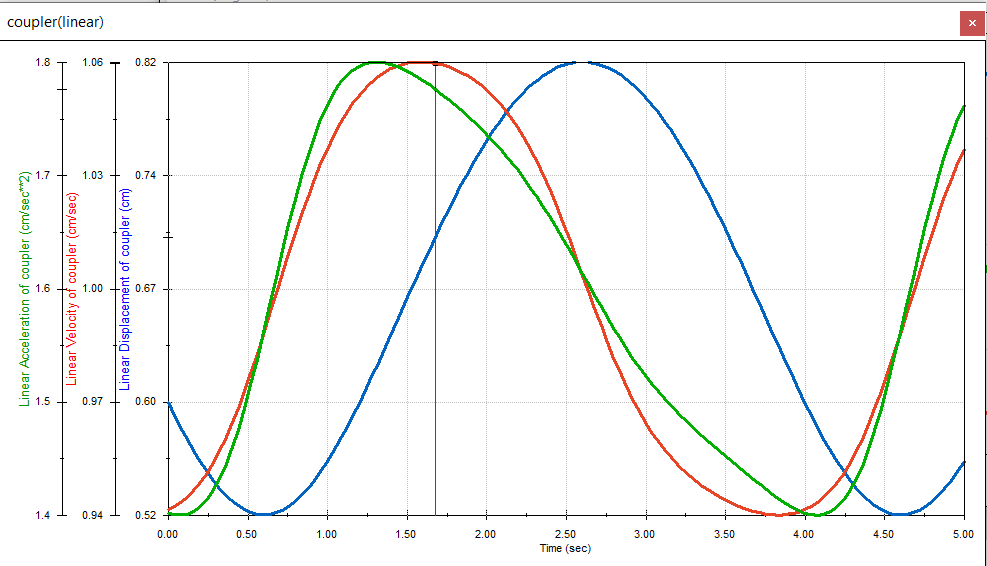 coupler(linear)
1.8 1.06 0.82
1.7 1.03 0.74
1.6 1.00 0.67
1.5 0.97 0.60
1.4 0.94 0.52
Linear Acceleration of coupler (cm/sec**2)
Linear Velocity of coupler (cm/sec)
Linear Displacement of coupler (cm)
0.00 0.50 1.00 1.50 2.00 2.50 3.00 3.50 4.00 4.50 5.00
Time (sec)